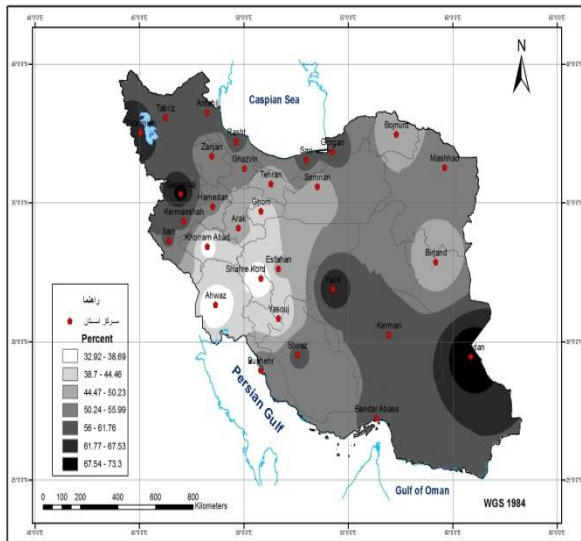 N
Caspian Sea
Tabriz
Ardabil
Rasht
Zanjan
Ghazvin
Sari
Gorgan
Bojnurd
Mashhad
Tehran
Semnan
Hamedan
Ghom
Kermanshah
Arak
Ilam
Khoram Abad
Birjand
Esfahan
Shahre Kord
Yazd
Ahwaz
Yasouj
Kerman
Shiraz
Bushehr
Bandar Abass
Persian Gulf
Gulf of Oman
راهنما
مرکز استان
Percent
32.92 - 38.69
38.7 - 44.46
44.47 - 50.23
50.24 - 55.99
56 - 61.76
61.77 - 67.53
67.54 - 73.3
0 100 200 400 600 800
Kilometers
WGS 1984